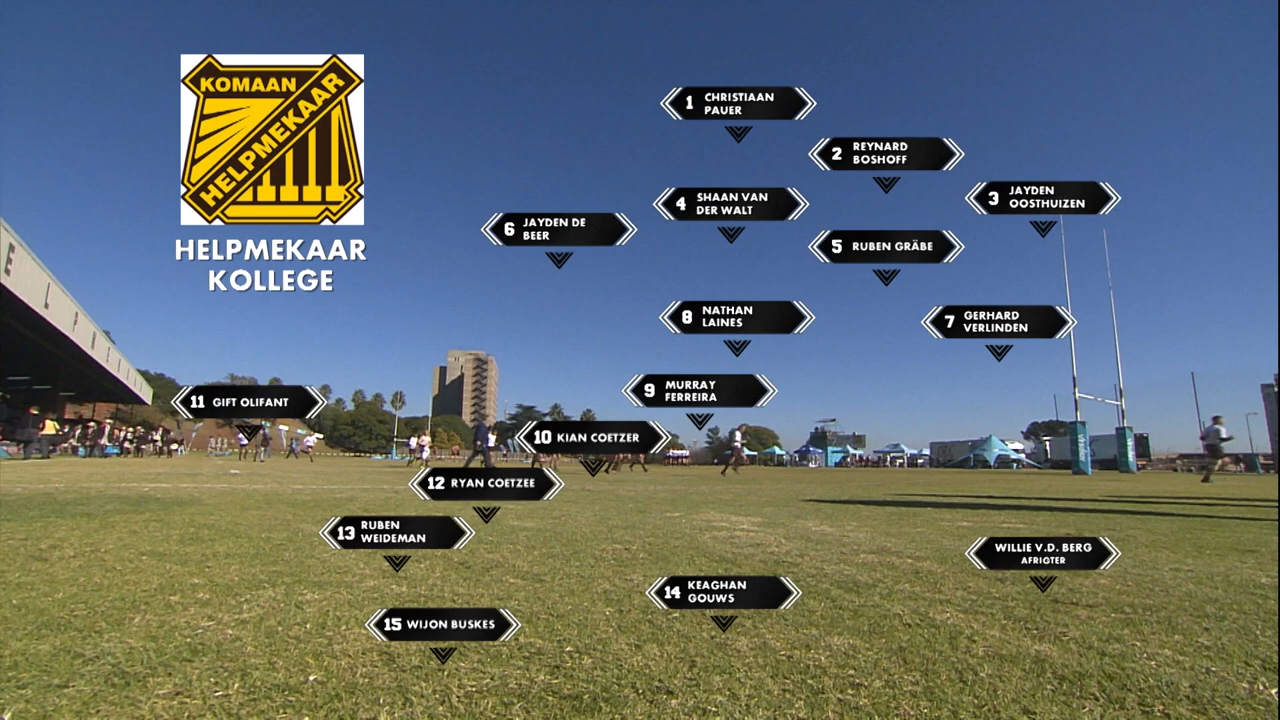 KOMAAN
HELPMEKAAR
HELPMEKAAR
KOLLEGE
1 CHRISTIAAN
PAUER
2 REYNARD
BOSHOFF
3 JAYDEN
OOSTHUIZEN
4 SHAAN VAN
DER WALT
5 RUBEN GRÄBE
6 JAYDEN DE
BEER
7 GERHARD
VERLINDEN
8 NATHAN
LAINES
9 MURRAY
FERREIRA
10 KIAN COETZER
11 GIFT OLIFANT
12 RYAN COETZEE
13 RUBEN
WEIDEMAN
14 KEAGHAN
GOUWS
15 WIJON BUSKES
WILLIE V.D. BERG
AFRIGTER